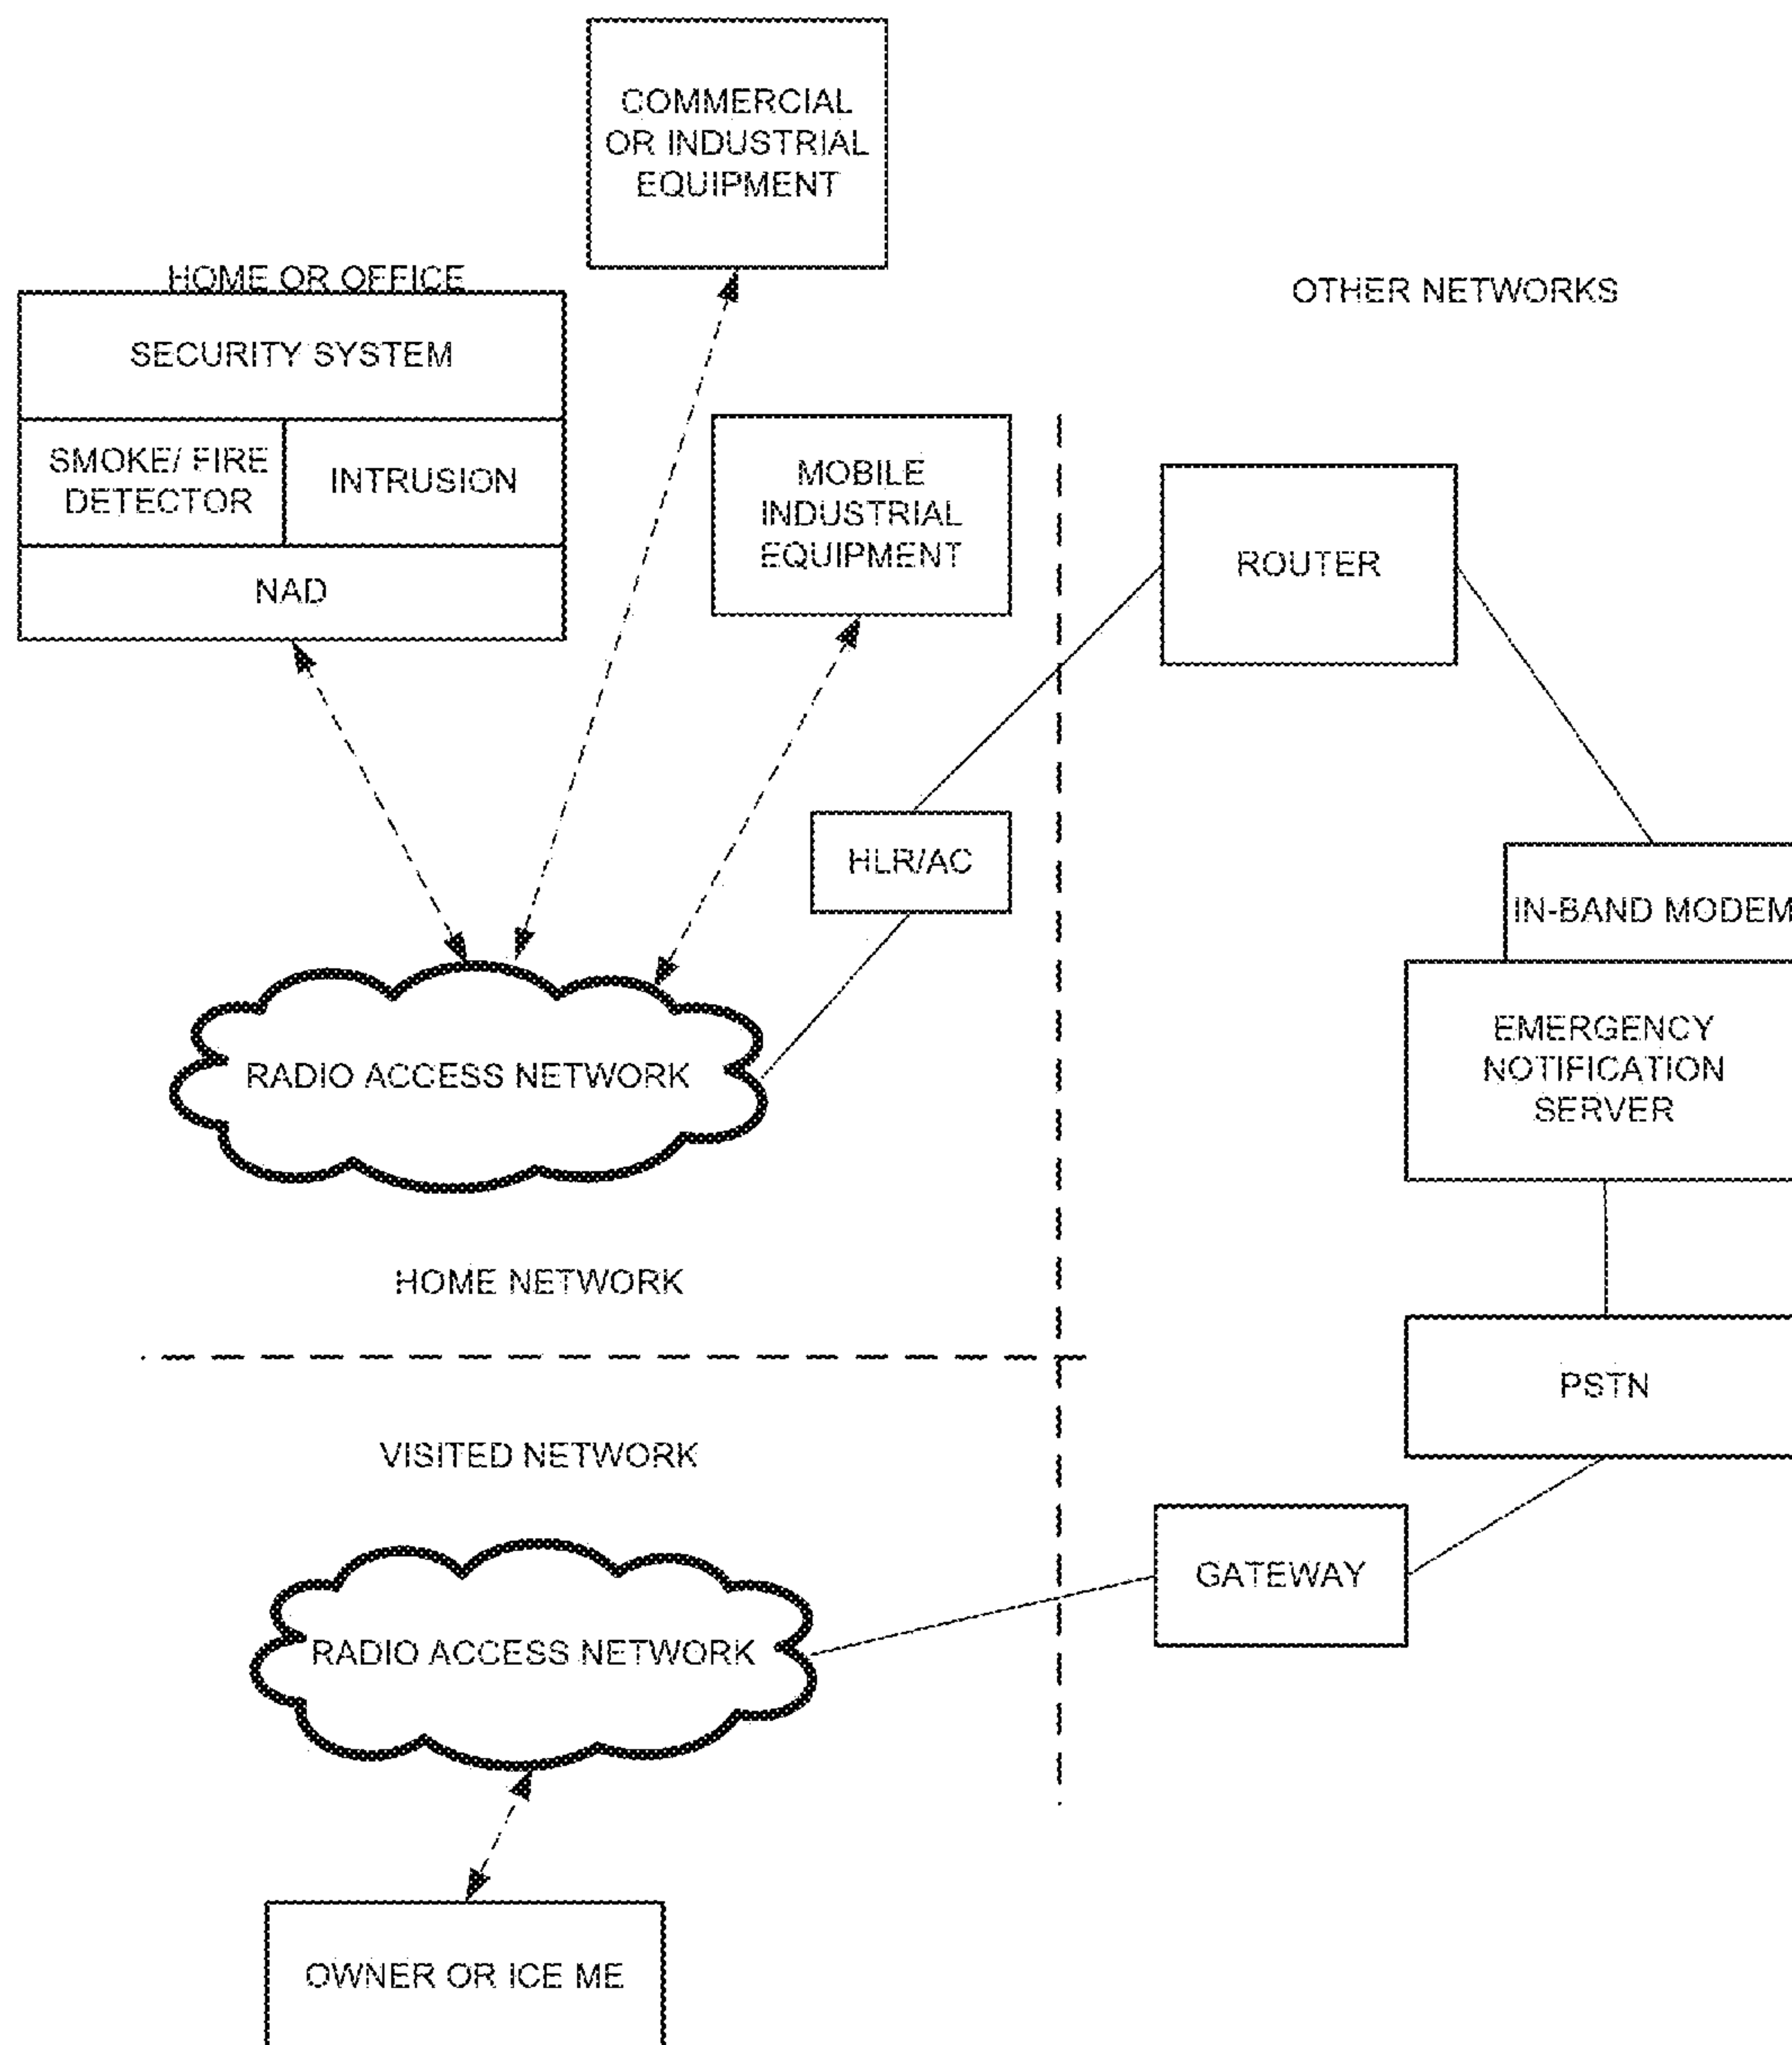 COMMERCIAL
OR INDUSTRIAL
EQUIPMENT
HOME OR OFFICE
OTHER NETWORKS
SECURITY SYSTEM
SMOKE/ FIRE
DETECTOR
INTRUSION
NAD
MOBILE
INDUSTRIAL
EQUIPMENT
ROUTER
HLR/AC
IN-BAND MODEM
EMERGENCY
NOTIFICATION
SERVER
RADIO ACCESS NETWORK
HOME NETWORK
PSTN
VISITED NETWORK
GATEWAY
RADIO ACCESS NETWORK
OWNER OR ICE ME